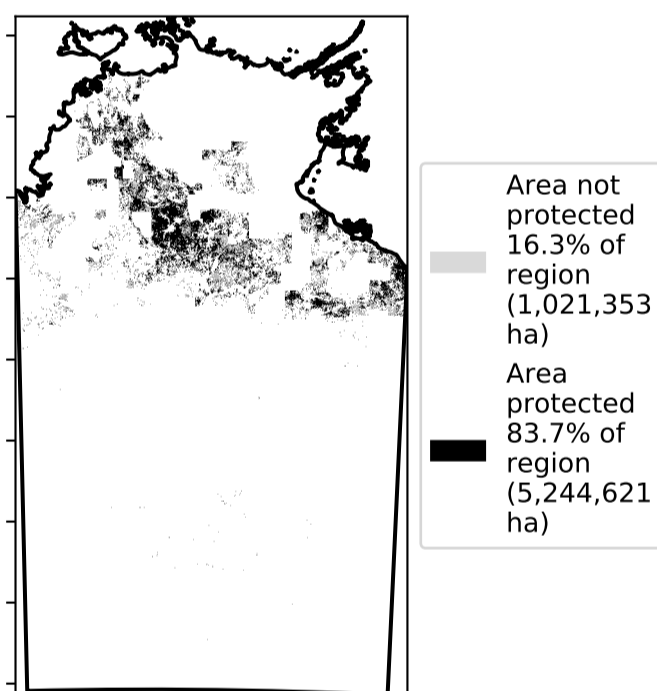 Area not
protected
16.3% of
region
(1,021,353
ha)
Area
protected
83.7% of
region
(5,244,621
ha)